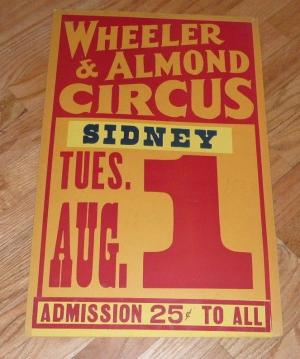 WHEELER
& ALMOND
CIRCUS
SIDNEY
TUES.
AUG. 1
ADMISSION 25¢ TO ALL